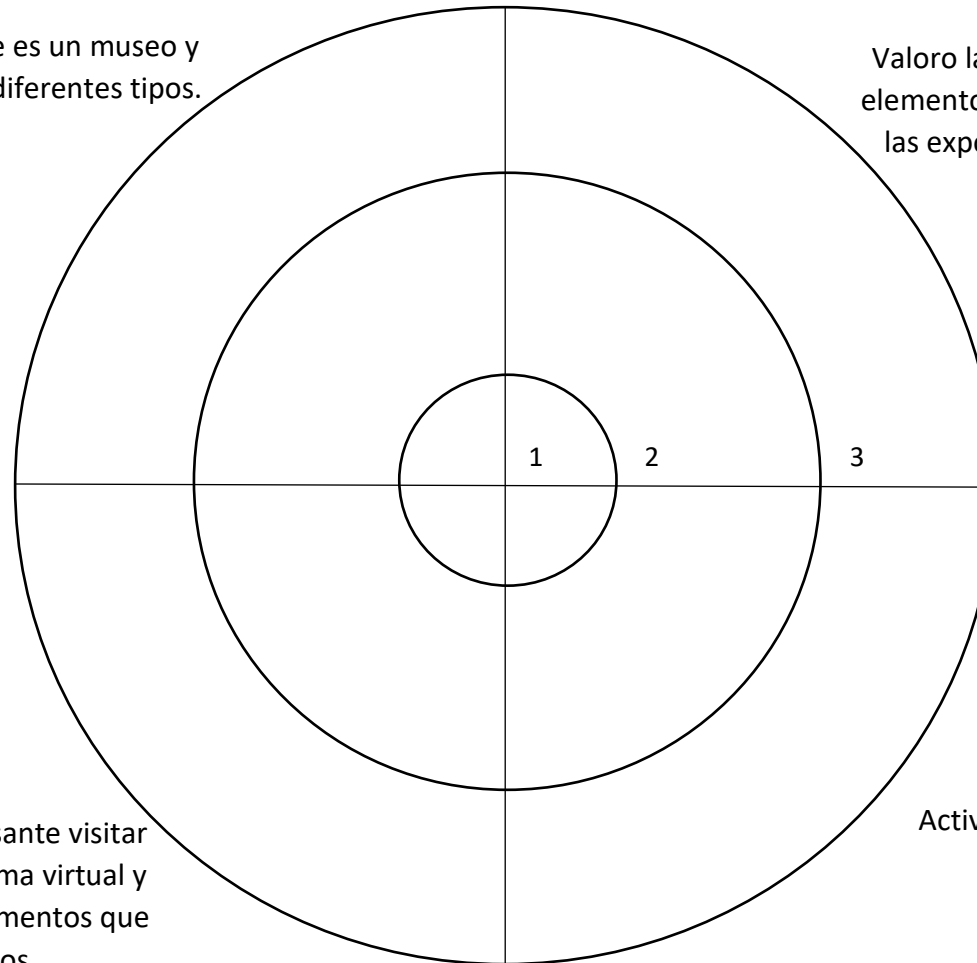 e es un museo y
diferentes tipos.
Valoro la
elemento
las expo
1 2 3
sante visitar
ma virtual y
mentos que
os
Activ